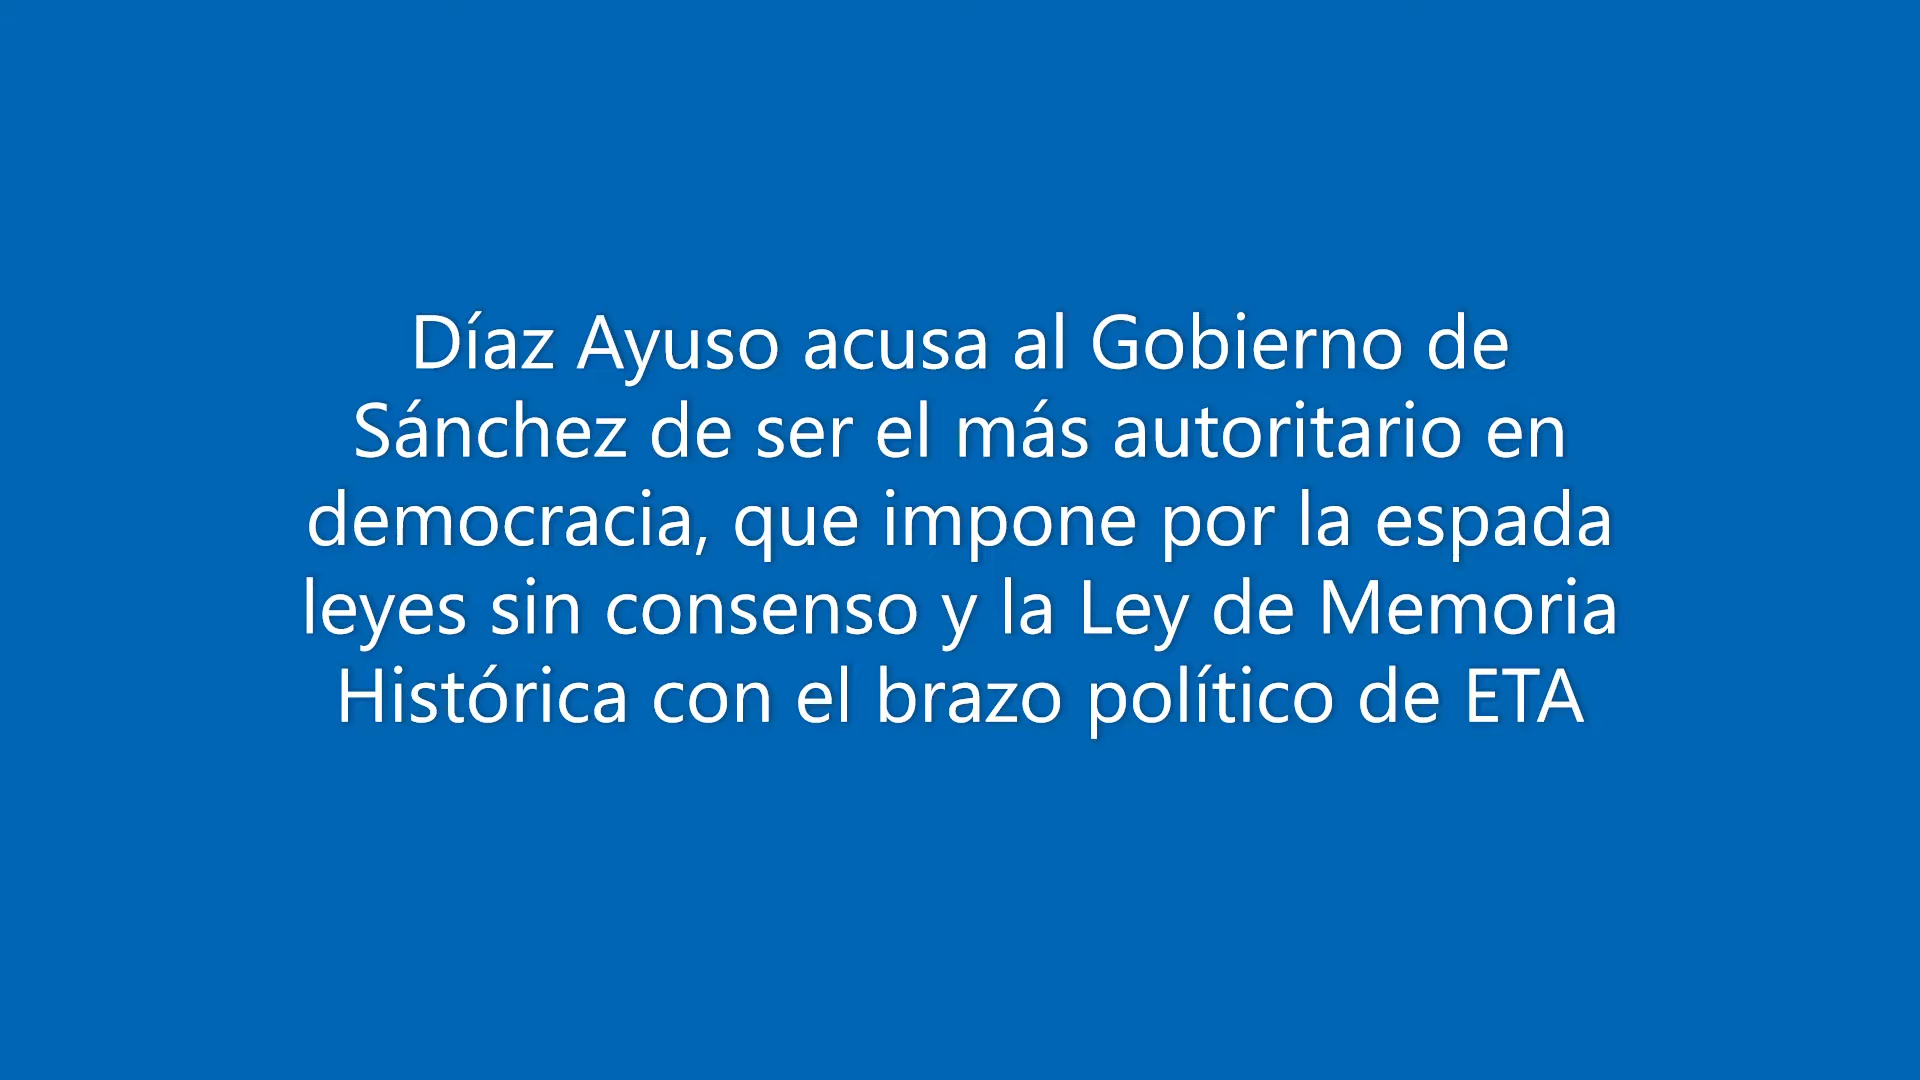 Díaz Ayuso acusa al Gobierno de
Sánchez de ser el más autoritario en
democracia, que impone por la espada
leyes sin consenso y la Ley de Memoria
Histórica con el brazo político de ETA